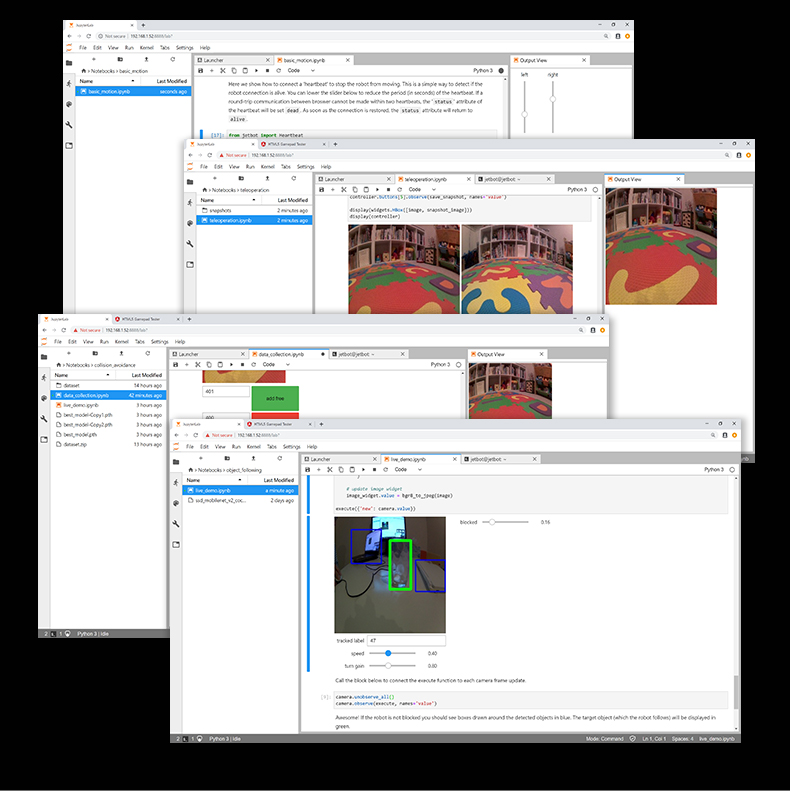 JupyterLab
Not secure | 192.168.1.52:8888/lab?
File Edit View Run Kernel Tabs Settings Help
Launcher
basic_motion.ipynb
Output View
Code
Python 3
> Notebooks > basic_motion
Name
Last Modified
basic_motion.ipynb
seconds ago
Here we show how to connect a 'heartbeat' to stop the robot from moving. This is a simple way to detect if
the robot connection is alive. You can lower the slider below to reduce the period (in seconds) of the heartbeat. If a
round-trip communication between broswer cannot be made within two heartbeats, the 'status' attribute of
the heartbeat will be set dead. As soon as the connection is restored, the status attribute will return to
alive.
[17]: from jetbot import Heartbeat
left
right
JupyterLab
HTML5 Gamepad Tester
Not secure | 192.168.1.52:8888/lab?
File Edit View Run Kernel Tabs Settings Help
Launcher
teleoperation.ipynb
jetbot@jetbot: ~
Output View
Code
Python 3
> Notebooks > teleoperation
Name
Last Modified
snapshots
2 minutes ago
teleoperation.ipynb
2 minutes ago
controller.buttons[5].observe(save_snapshot, names='value')
display(widgets.HBox([image, snapshot_image]))
display(controller)
JupyterLab
HTML5 Gamepad Tester
Not secure | 192.168.1.52:8888/lab?
File Edit View Run Kernel Tabs Settings Help
Launcher
data_collection.ipynb
jetbot@jetbot: ~
Output View
Code
Python 3
> Notebooks > collision_avoidance
Name
Last Modified
dataset
14 hours ago
data_collection.ipynb
42 minutes ago
live_demo.ipynb
3 hours ago
best_model-Copy1.pth
3 hours ago
best_model-Copy2.pth
3 hours ago
best_model.pth
3 hours ago
dataset.zip
13 hours ago
401
add free
2 1 Python 3 | Idle
JupyterLab
HTML5 Gamepad Tester
Not secure | 192.168.1.52:8888/lab?
File Edit View Run Kernel Tabs Settings Help
Launcher
live_demo.ipynb
jetbot@jetbot: ~
Code
Python 3
> Notebooks > object_following
Name
Last Modified
live_demo.ipynb
a minute ago
ssd_mobilenet_v2_coc...
2 days ago
# update image widget
image_widget.value = bgr8_to_jpeg(image)
execute({'new': camera.value})
blocked
0.16
tracked label
47
speed
0.40
turn gain
0.80
Call the block below to connect the execute function to each camera frame update.
[9]: camera.unobserve_all()
camera.observe(execute, names='value')
Awesome! If the robot is not blocked you should see boxes drawn around the detected objects in blue. The target object (which the robot follows) will be displayed in
green.
2 1 Python 3 | Idle
Mode: Command Ln 1, Col 1 Spaces: 4 live_demo.ipynb